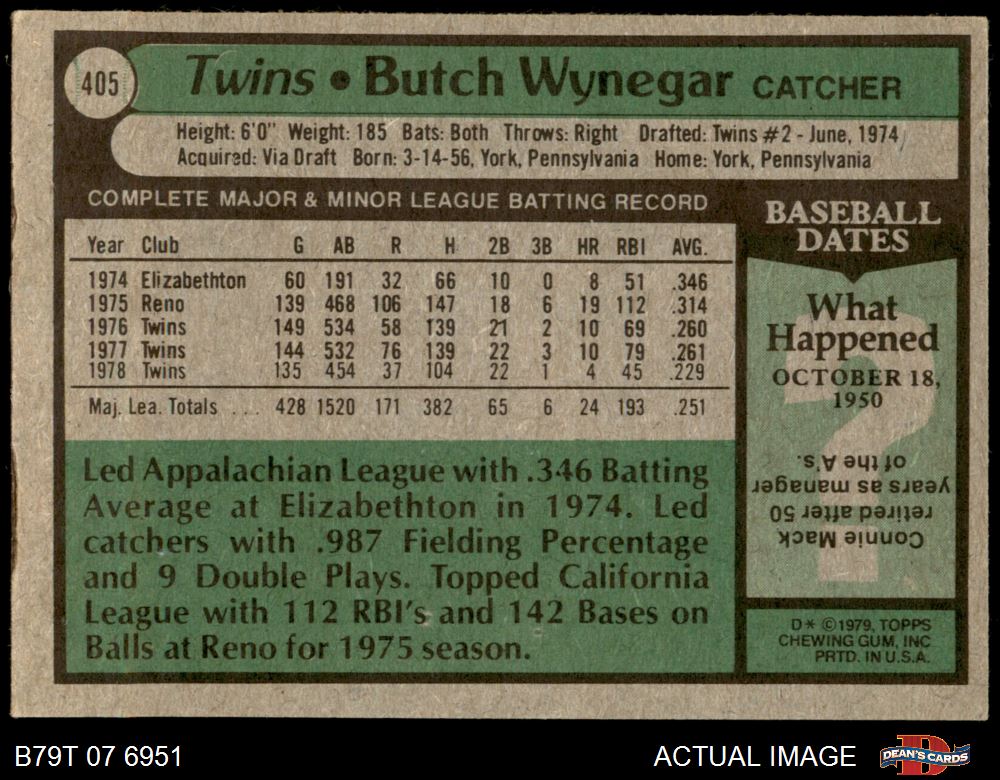 405
Twins • Butch Wynegar CATCHER
Height: 6'0" Weight: 185 Bats: Both Throws: Right Drafted: Twins #2 - June, 1974
Acquired: Via Draft Born: 3-14-56, York, Pennsylvania Home: York, Pennsylvania
COMPLETE MAJOR & MINOR LEAGUE BATTING RECORD
Year Club G AB R H 2B 3B HR RBI AVG.
1974 Elizabethton 60 191 32 66 10 0 8 51 .346
1975 Reno 139 468 106 147 18 6 19 112 .314
1976 Twins 149 534 58 139 21 2 10 69 .260
1977 Twins 144 532 76 139 22 3 10 79 .261
1978 Twins 135 454 37 104 22 1 4 45 .229
Maj. Lea. Totals ... 428 1520 171 382 65 6 24 193 .251
Led Appalachian League with .346 Batting
Average at Elizabethton in 1974. Led
catchers with .987 Fielding Percentage
and 9 Double Plays. Topped California
League with 112 RBI's and 142 Bases on
Balls at Reno for 1975 season.
BASEBALL
DATES
What
Happened
OCTOBER 18,
1950
?
Connie Mack
retired after 50
years as manager
of the A's.
D* ©1979, TOPPS
CHEWING GUM, INC
PRTD. IN U.S.A.
B79T 07 6951
ACTUAL IMAGE
D
DEAN'S CARDS